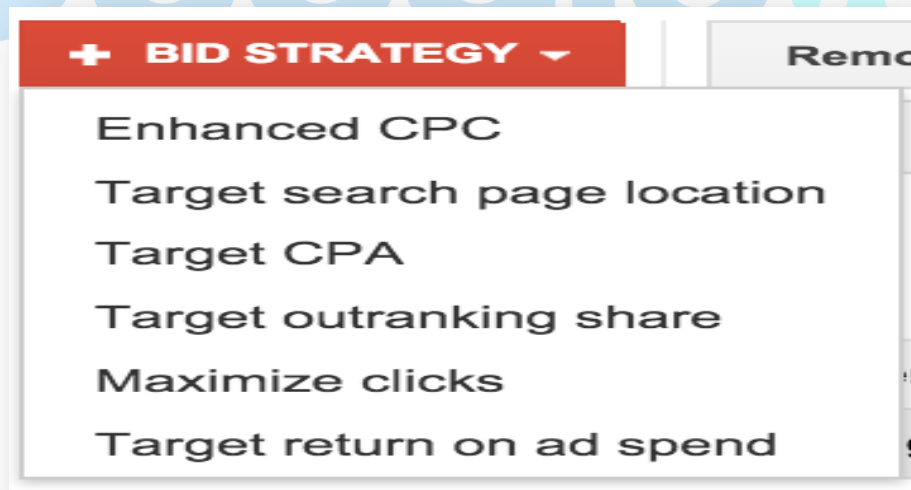 + BID STRATEGY
Remo
Enhanced CPC
Target search page location
Target CPA
Target outranking share
Maximize clicks
Target return on ad spend